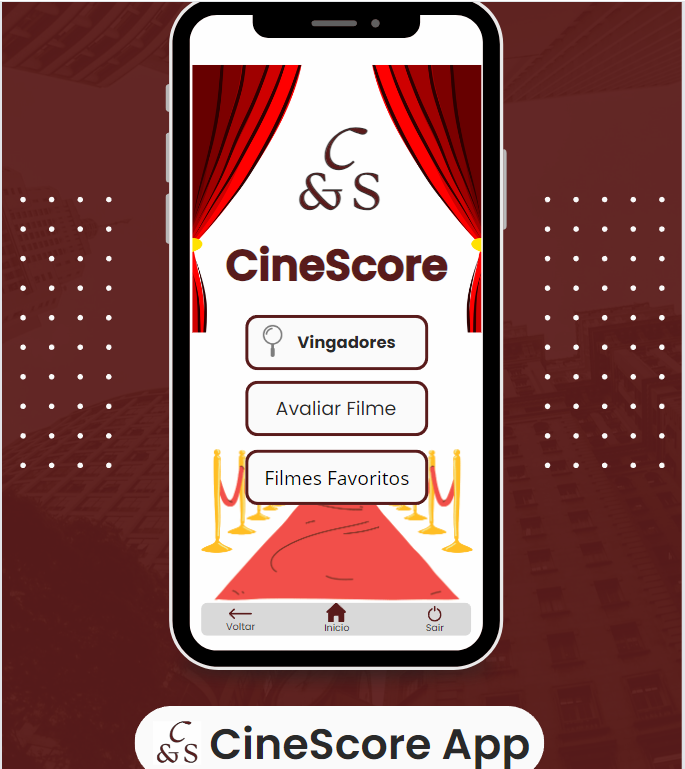 C
& S
CineScore
Vingadores
Avaliar Filme
Filmes Favoritos
Voltar
Início
Sair
C
& S
CineScore App